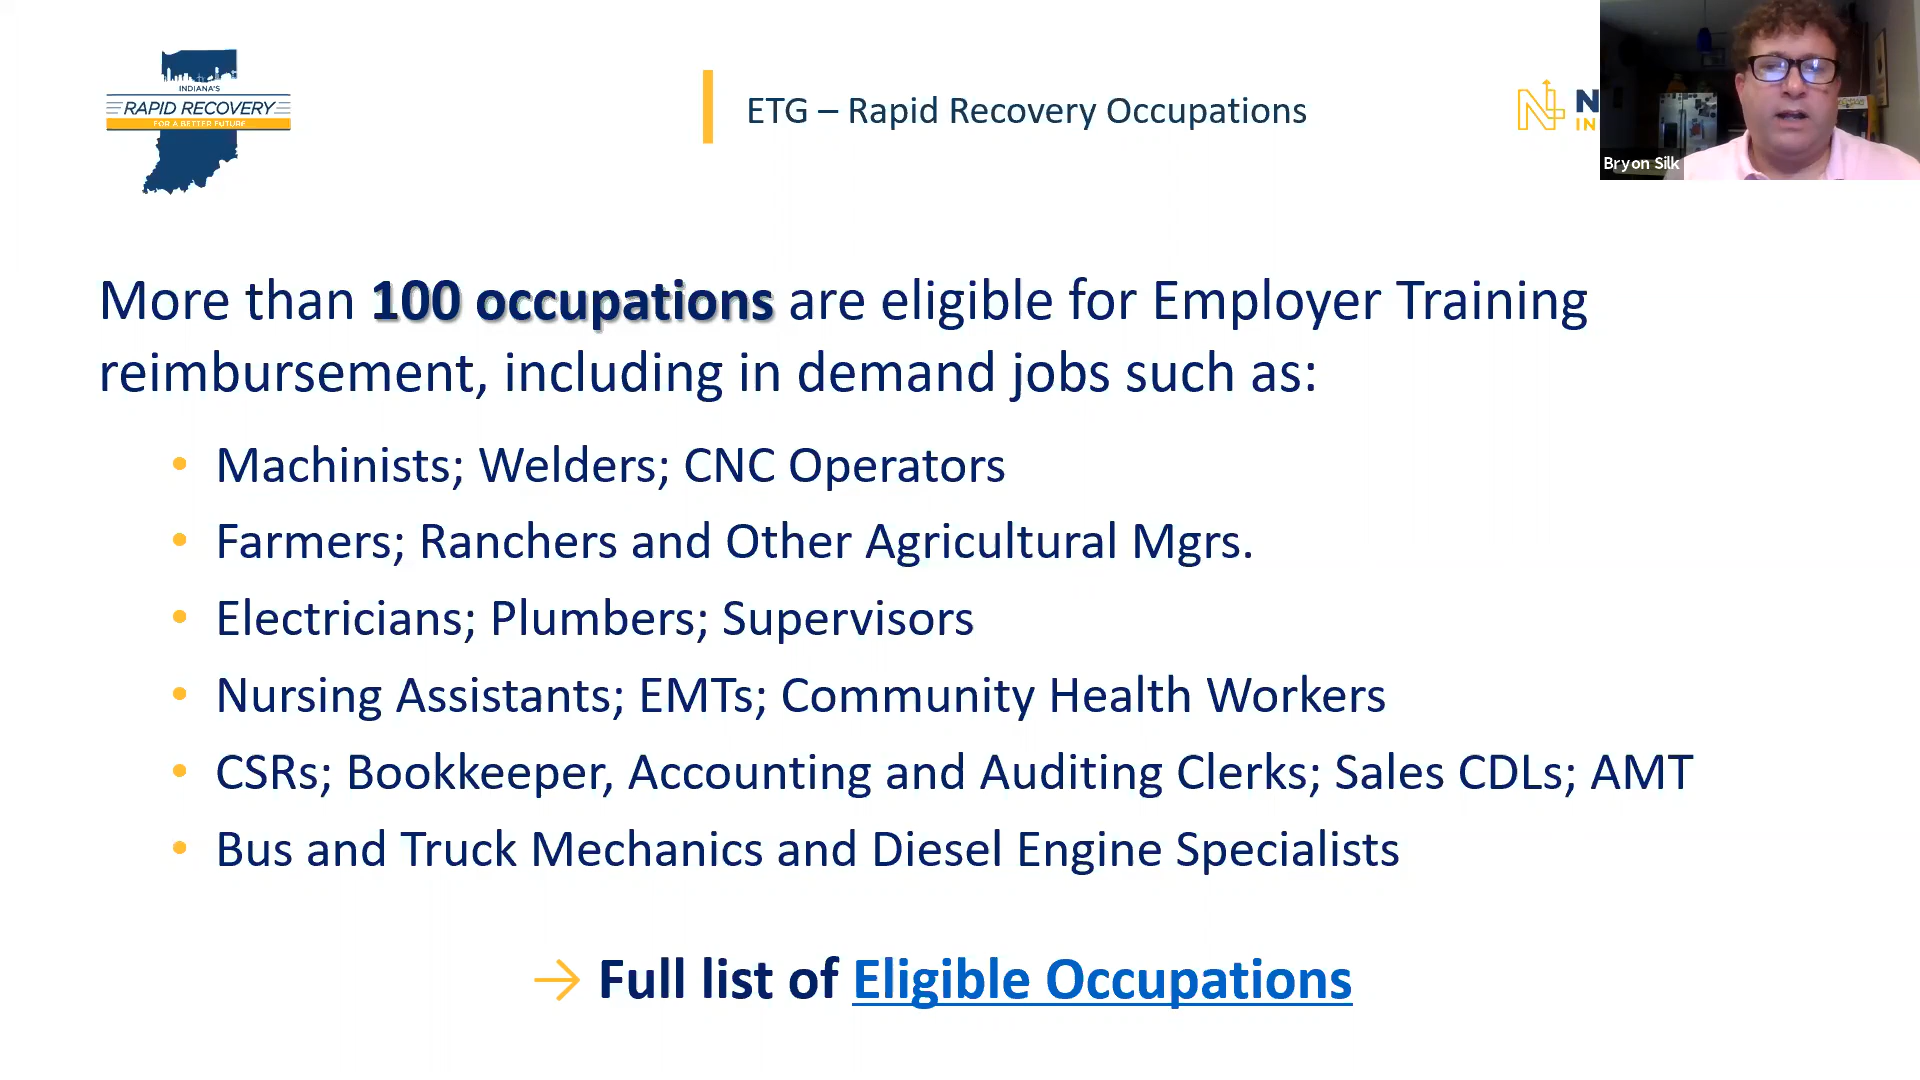 INDIANA'S
RAPID RECOVERY
FOR A BETTER FUTURE
ETG – Rapid Recovery Occupations
N
IN
Bryon Silk
More than 100 occupations are eligible for Employer Training
reimbursement, including in demand jobs such as:
• Machinists; Welders; CNC Operators
• Farmers; Ranchers and Other Agricultural Mgrs.
• Electricians; Plumbers; Supervisors
• Nursing Assistants; EMTs; Community Health Workers
• CSRs; Bookkeeper, Accounting and Auditing Clerks; Sales CDLs; AMT
• Bus and Truck Mechanics and Diesel Engine Specialists
→ Full list of Eligible Occupations